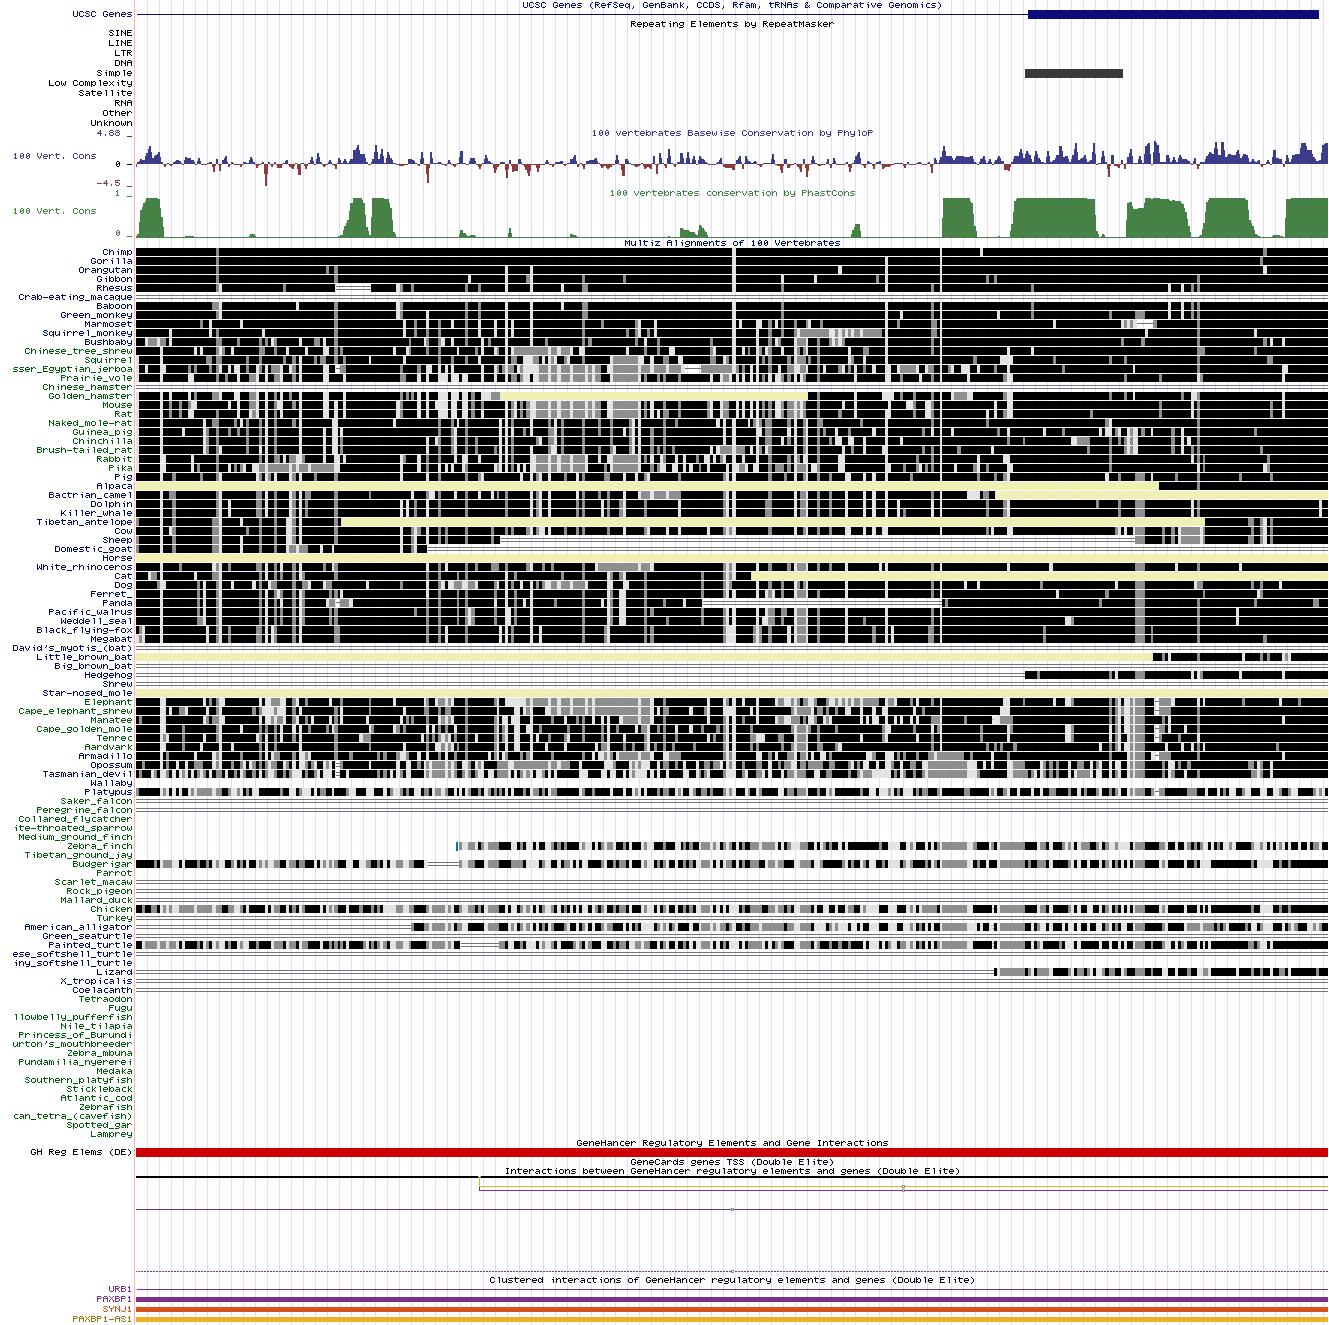 UCSC Genes (RefSeq, GenBank, CCDS, Rfam, tRNAs & Comparative Genomics)
UCSC Genes
Repeating Elements by RepeatMasker
SINE
LINE
LTR
DNA
Simple
Low Complexity
Satellite
RNA
Other
Unknown
4.88 _
100 vertebrates Basewise Conservation by PhyloP
100 Vert. Cons
0 _
-4.5 _
1 _
100 vertebrates conservation by PhastCons
100 Vert. Cons
0 _
Multiz Alignments of 100 Vertebrates
Chimp
Gorilla
Orangutan
Gibbon
Rhesus
Crab-eating_macaque
Baboon
Green_monkey
Marmoset
Squirrel_monkey
Bushbaby
Chinese_tree_shrew
Squirrel
sser_Egyptian_jerboa
Prairie_vole
Chinese_hamster
Golden_hamster
Mouse
Rat
Naked_mole-rat
Guinea_pig
Chinchilla
Brush-tailed_rat
Rabbit
Pika
Pig
Alpaca
Bactrian_camel
Dolphin
Killer_whale
Tibetan_antelope
Cow
Sheep
Domestic_goat
Horse
White_rhinoceros
Cat
Dog
Ferret_
Panda
Pacific_walrus
Weddell_seal
Black_flying-fox
Megabat
David's_myotis_(bat)
Little_brown_bat
Big_brown_bat
Hedgehog
Shrew
Star-nosed_mole
Elephant
Cape_elephant_shrew
Manatee
Cape_golden_mole
Tenrec
Aardvark
Armadillo
Opossum
Tasmanian_devil
Wallaby
Platypus
Saker_falcon
Peregrine_falcon
Collared_flycatcher
ite-throated_sparrow
Medium_ground_finch
Zebra_finch
Tibetan_ground_jay
Budgerigar
Parrot
Scarlet_macaw
Rock_pigeon
Mallard_duck
Chicken
Turkey
American_alligator
Green_seaturtle
Painted_turtle
ese_softshell_turtle
iny_softshell_turtle
Lizard
X_tropicalis
Coelacanth
Tetraodon
Fugu
llowbelly_pufferfish
Nile_tilapia
Princess_of_Burundi
urton's_mouthbreeder
Zebra_mbuna
Pundamilia_nyererei
Medaka
Southern_platyfish
Stickleback
Atlantic_cod
Zebrafish
can_tetra_(cavefish)
Spotted_gar
Lamprey
GeneHancer Regulatory Elements and Gene Interactions
GH Reg Elems (DE)
GeneCards genes TSS (Double Elite)
Interactions between GeneHancer regulatory elements and genes (Double Elite)
Clustered interactions of GeneHancer regulatory elements and genes (Double Elite)
URB1
PAXBP1
SYNJ1
PAXBP1-AS1